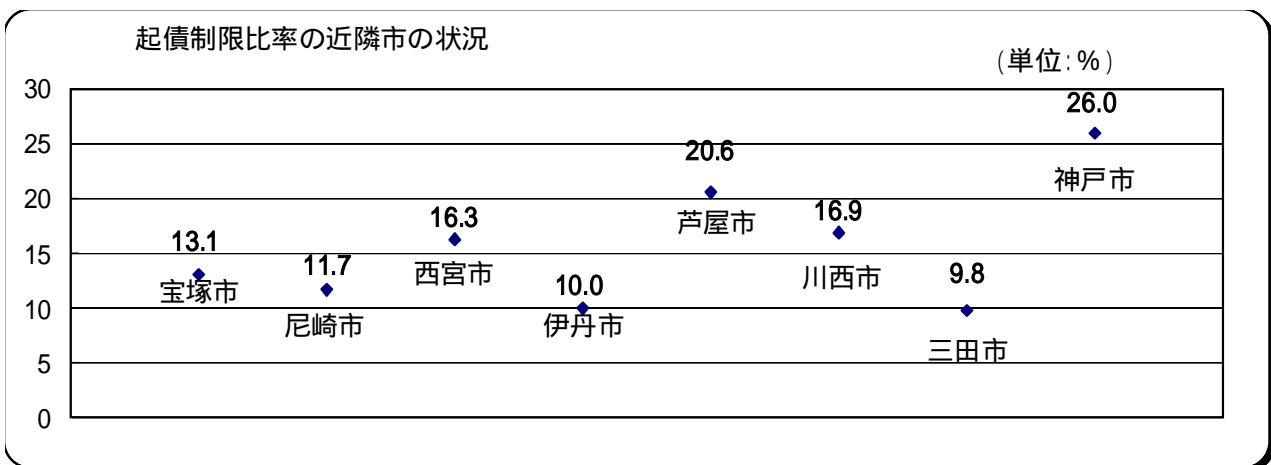 起債制限比率の近隣市の状況
(単位:%)
30
25
20
15
10
5
0
13.1
宝塚市
11.7
尼崎市
16.3
西宮市
10.0
伊丹市
20.6
芦屋市
16.9
川西市
9.8
三田市
26.0
神戸市